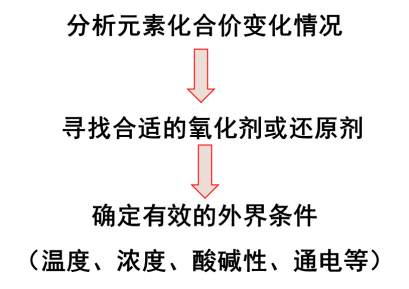 分析元素化合价变化情况
寻找合适的氧化剂或还原剂
确定有效的外界条件
（温度、浓度、酸碱性、通电等）